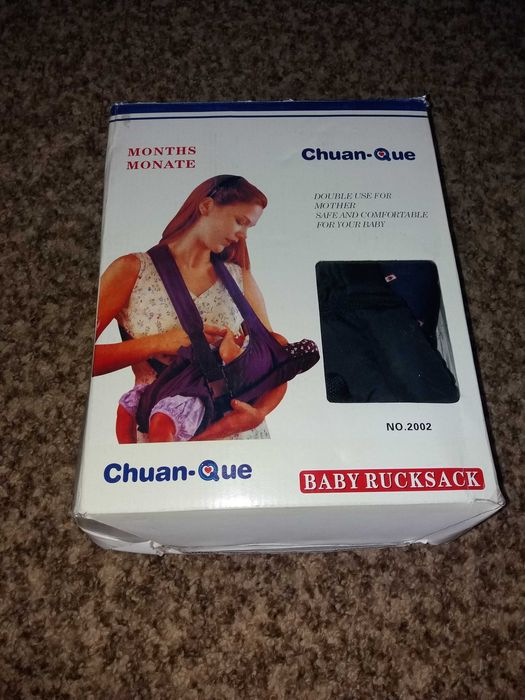 MONTHS
MONATE
Chuan-Que
DOUBLE USE FOR
MOTHER
SAFE AND COMFORTABLE
FOR YOUR BABY
NO.2002
Chuan-Que
BABY RUCKSACK